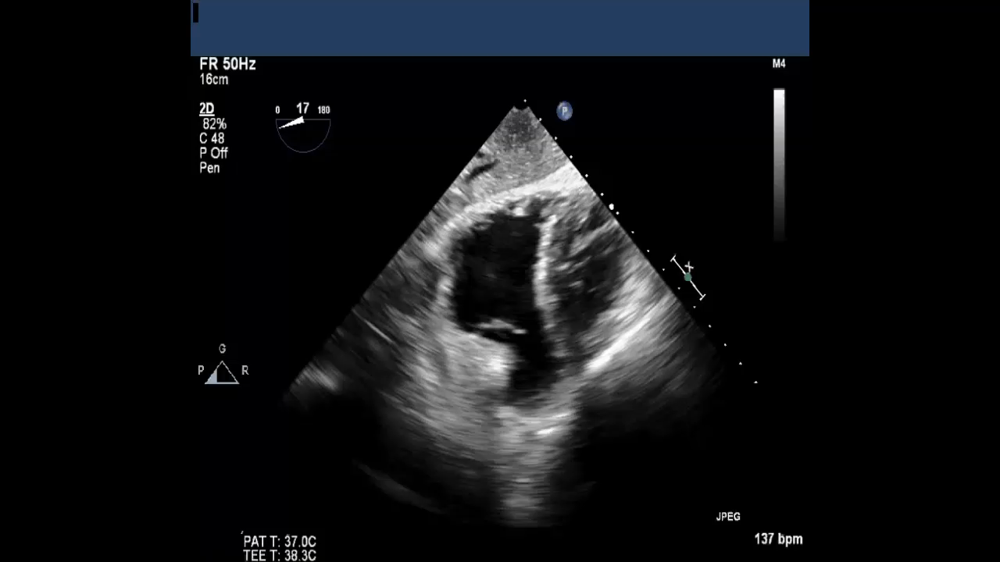 FR 50Hz
16cm
M4
2D
82%
C 48
P Off
Pen
0 17 180
P
G
P R
JPEG
137 bpm
PAT T: 37.0C
TEE T: 38.3C